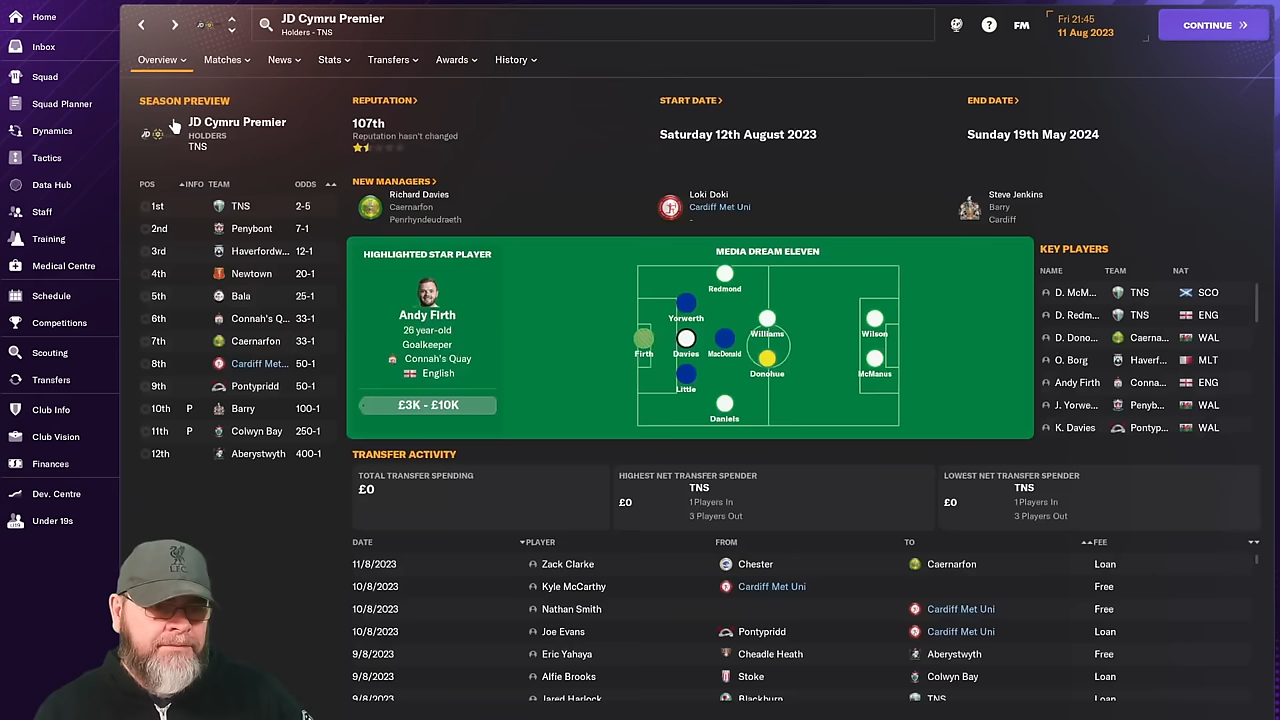 Home
Inbox
Squad
Squad Planner
Dynamics
Tactics
Data Hub
Staff
Training
Medical Centre
Schedule
Competitions
Scouting
Transfers
Club Info
Club Vision
Finances
Dev. Centre
Under 19s
JD Cymru Premier
Holders - TNS
FM
Fri 21:45
11 Aug 2023
CONTINUE
Overview Matches News Stats Transfers Awards History
SEASON PREVIEW
JD Cymru Premier
HOLDERS
TNS
REPUTATION>
107th
Reputation hasn't changed
START DATE>
Saturday 12th August 2023
END DATE>
Sunday 19th May 2024
POS INFO TEAM ODDS
1st TNS 2-5
2nd Penybont 7-1
3rd Haverfordw... 12-1
4th Newtown 20-1
5th Bala 25-1
6th Connah's Q... 33-1
7th Caernarfon 33-1
8th Cardiff Met... 50-1
9th Pontypridd 50-1
10th P Barry 100-1
11th P Colwyn Bay 250-1
12th Aberystwyth 400-1
NEW MANAGERS>
Richard Davies
Caernarfon
Penrhyndeudraeth
Loki Doki
Cardiff Met Uni
-
Steve Jenkins
Barry
Cardiff
HIGHLIGHTED STAR PLAYER
Andy Firth
26 year-old
Goalkeeper
Connah's Quay
English
£3K - £10K
MEDIA DREAM ELEVEN
Redmond
Yorwerth
Williams
Wilson
Firth
Davies
MacDonald
Donohue
McManus
Little
Daniels
KEY PLAYERS
NAME TEAM NAT
D. McM... TNS SCO
D. Redm... TNS ENG
D. Dono... Caerna... ENG
O. Borg Haverf... MLT
Andy Firth Conna... ENG
J. Yorwe... Penyb... WAL
K. Davies Pontyp... WAL
TRANSFER ACTIVITY
TOTAL TRANSFER SPENDING
£0
HIGHEST NET TRANSFER SPENDER
TNS
£0
1 Players In
3 Players Out
LOWEST NET TRANSFER SPENDER
TNS
£0
1 Players In
3 Players Out
DATE PLAYER FROM TO FEE
11/8/2023 Zack Clarke Chester Caernarfon Loan
10/8/2023 Kyle McCarthy Cardiff Met Uni Free
10/8/2023 Nathan Smith Cardiff Met Uni Free
10/8/2023 Joe Evans Pontypridd Cardiff Met Uni Loan
9/8/2023 Eric Yahaya Cheadle Heath Aberystwyth Free
9/8/2023 Alfie Brooks Stoke Colwyn Bay Loan
9/8/2023 Jared Harlock Blackburn TNS Loan
L.F.C.